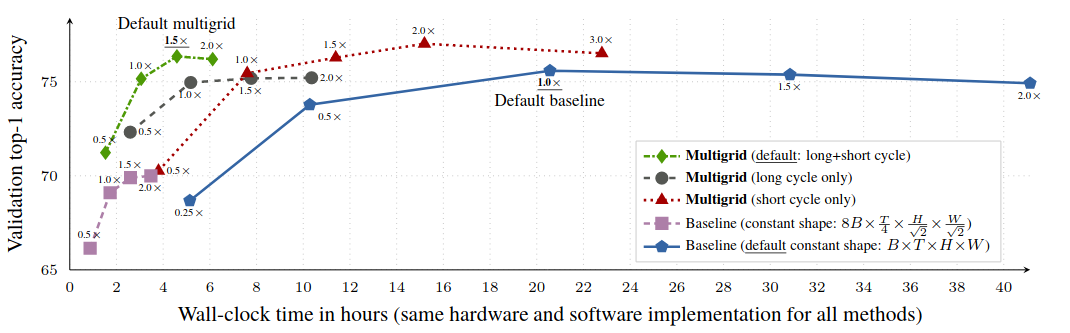 Default multigrid
1.5×
2.0×
1.0×
0.5×
1.0×
1.5×
2.0×
3.0×
0.5×
0.5×
1.0×
1.5×
2.0×
0.5×
1.0×
1.5×
2.0×
0.25×
0.5×
1.0×
Default baseline
1.5×
2.0×
Validation top-1 accuracy
75
70
65
Multigrid (default: long+short cycle)
Multigrid (long cycle only)
Multigrid (short cycle only)
Baseline (constant shape: 8B × T/4 × H/√2 × W/√2)
Baseline (default constant shape: B×T×H×W)
0 2 4 6 8 10 12 14 16 18 20 22 24 26 28 30 32 34 36 38 40
Wall-clock time in hours (same hardware and software implementation for all methods)